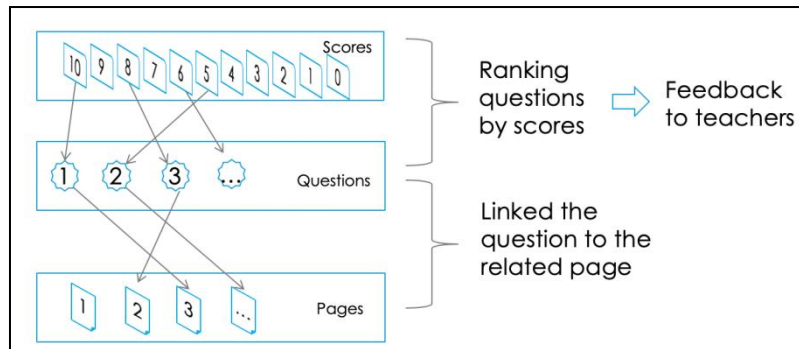 Scores
10 9 8 7 6 5 4 3 2 1 0
Ranking
questions
by scores
Feedback
to teachers
1 2 3 ...
Questions
Linked the
question to the
related page
1 2 3 ...
Pages